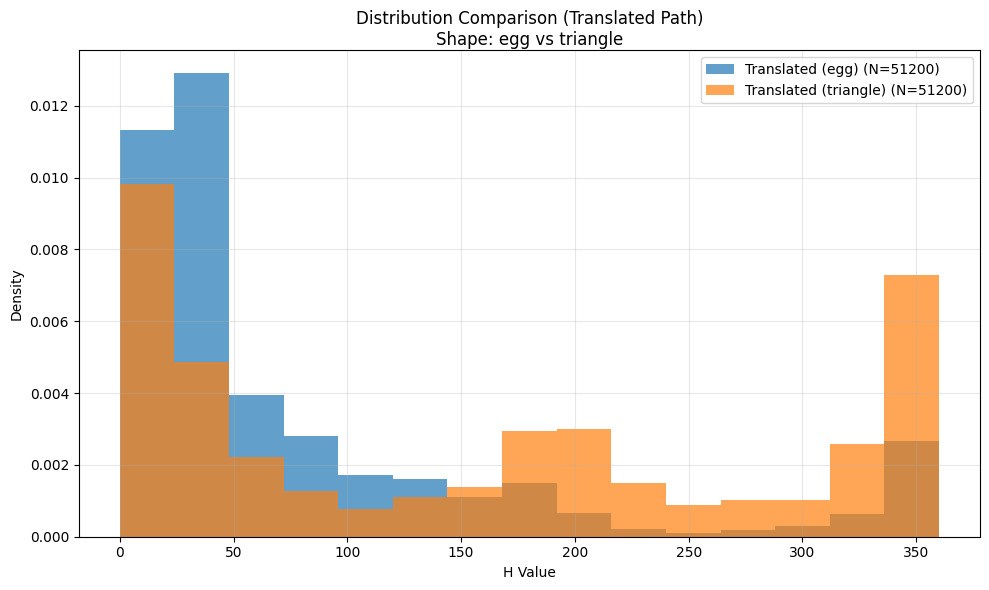 Distribution Comparison (Translated Path)
Shape: egg vs triangle
Translated (egg) (N=51200)
Translated (triangle) (N=51200)
Density
0.012
0.010
0.008
0.006
0.004
0.002
0.000
0 50 100 150 200 250 300 350
H Value